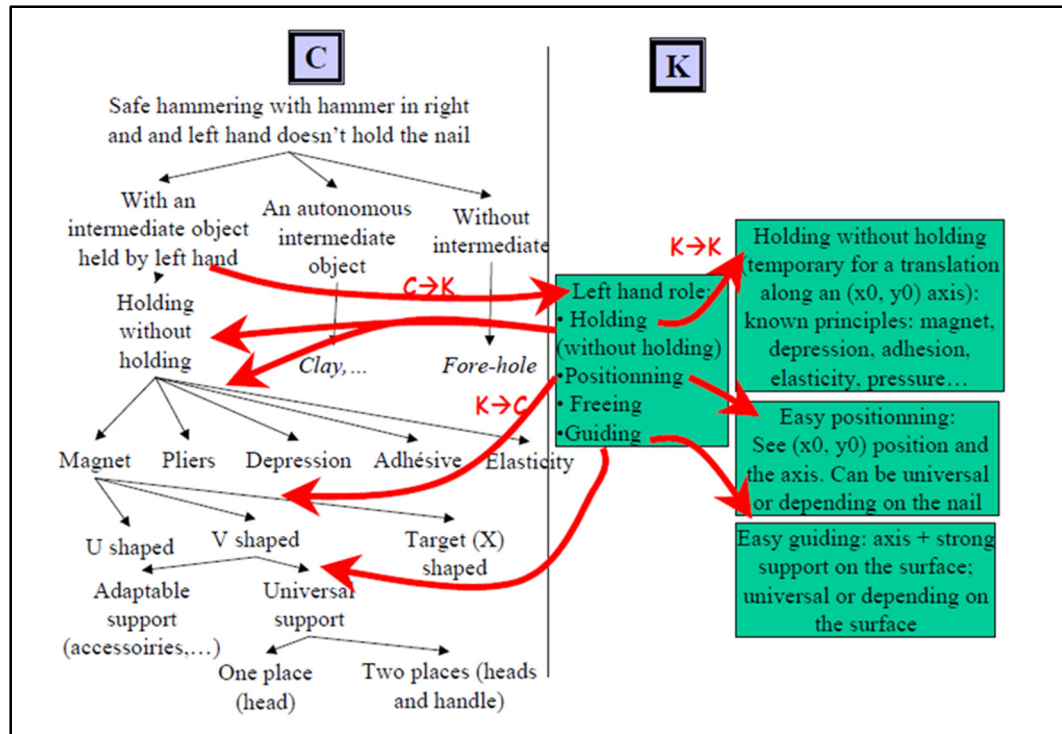 C
K
Safe hammering with hammer in right
and and left hand doesn't hold the nail
With an
intermediate object
held by left hand
An autonomous
intermediate
object
Without
intermediate
Holding
without
holding
Clay,…
Fore-hole
C→K
K→C
K→K
Magnet
Pliers
Depression
Adhésive
Elasticity
U shaped
V shaped
Target (X)
shaped
Adaptable
support
(accessoiries,…)
Universal
support
One place
(head)
Two places (heads
and handle)
Left hand role:
• Holding
(without holding)
•Positionning
• Freeing
•Guiding
Holding without holding
(temporary for a translation
along an (x0, y0) axis):
known principles: magnet,
depression, adhesion,
elasticity, pressure…
Easy positionning:
See (x0, y0) position and
the axis. Can be universal
or depending on the nail
Easy guiding: axis + strong
support on the surface;
universal or depending on
the surface